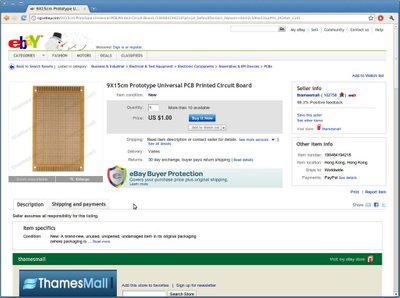 9X15cm Prototype U...
ebaY
Welcome! Sign in or register.
My eBay Sell Community Contact us Help
CATEGORIES FASHION MOTORS DEALS CLASSIFIEDS
Back to Search Results | Listed in category: Business & Industrial > Electrical & Test Equipment > Electronic Components > PCBs
Add to Watch list
9X15cm Prototype Universal PCB Printed Circuit Board
Item condition: New
Quantity: 1 More than 10 available
Price: US $1.00 Buy It Now
Add to Watch list
Shipping: Read item description or contact seller for details. See more services | See all details
Delivery: Varies
Returns: 30 day exchange, buyer pays return shipping | Read details
eBay Buyer Protection
Covers your purchase price plus original shipping.
Learn more
Enlarge
Seller info
thamesmall
99.3% Positive feedback
Save this seller
See other items
Visit store: thamesmall
Other item info
Item number:
Item location: Hong Kong, Hong Kong
Ships to: Worldwide
Payments: PayPal See details
Print | Report item
Description Shipping and payments
Share
Seller assumes all responsibility for this listing.
Item specifics
Condition: New: A brand-new, unused, unopened, undamaged item in its original packaging
(where packaging is ... Read more
thamesmall
Visit my eBay store
THAMESMALL
Add this store to favorites | Sign up for newsletter
Search Store